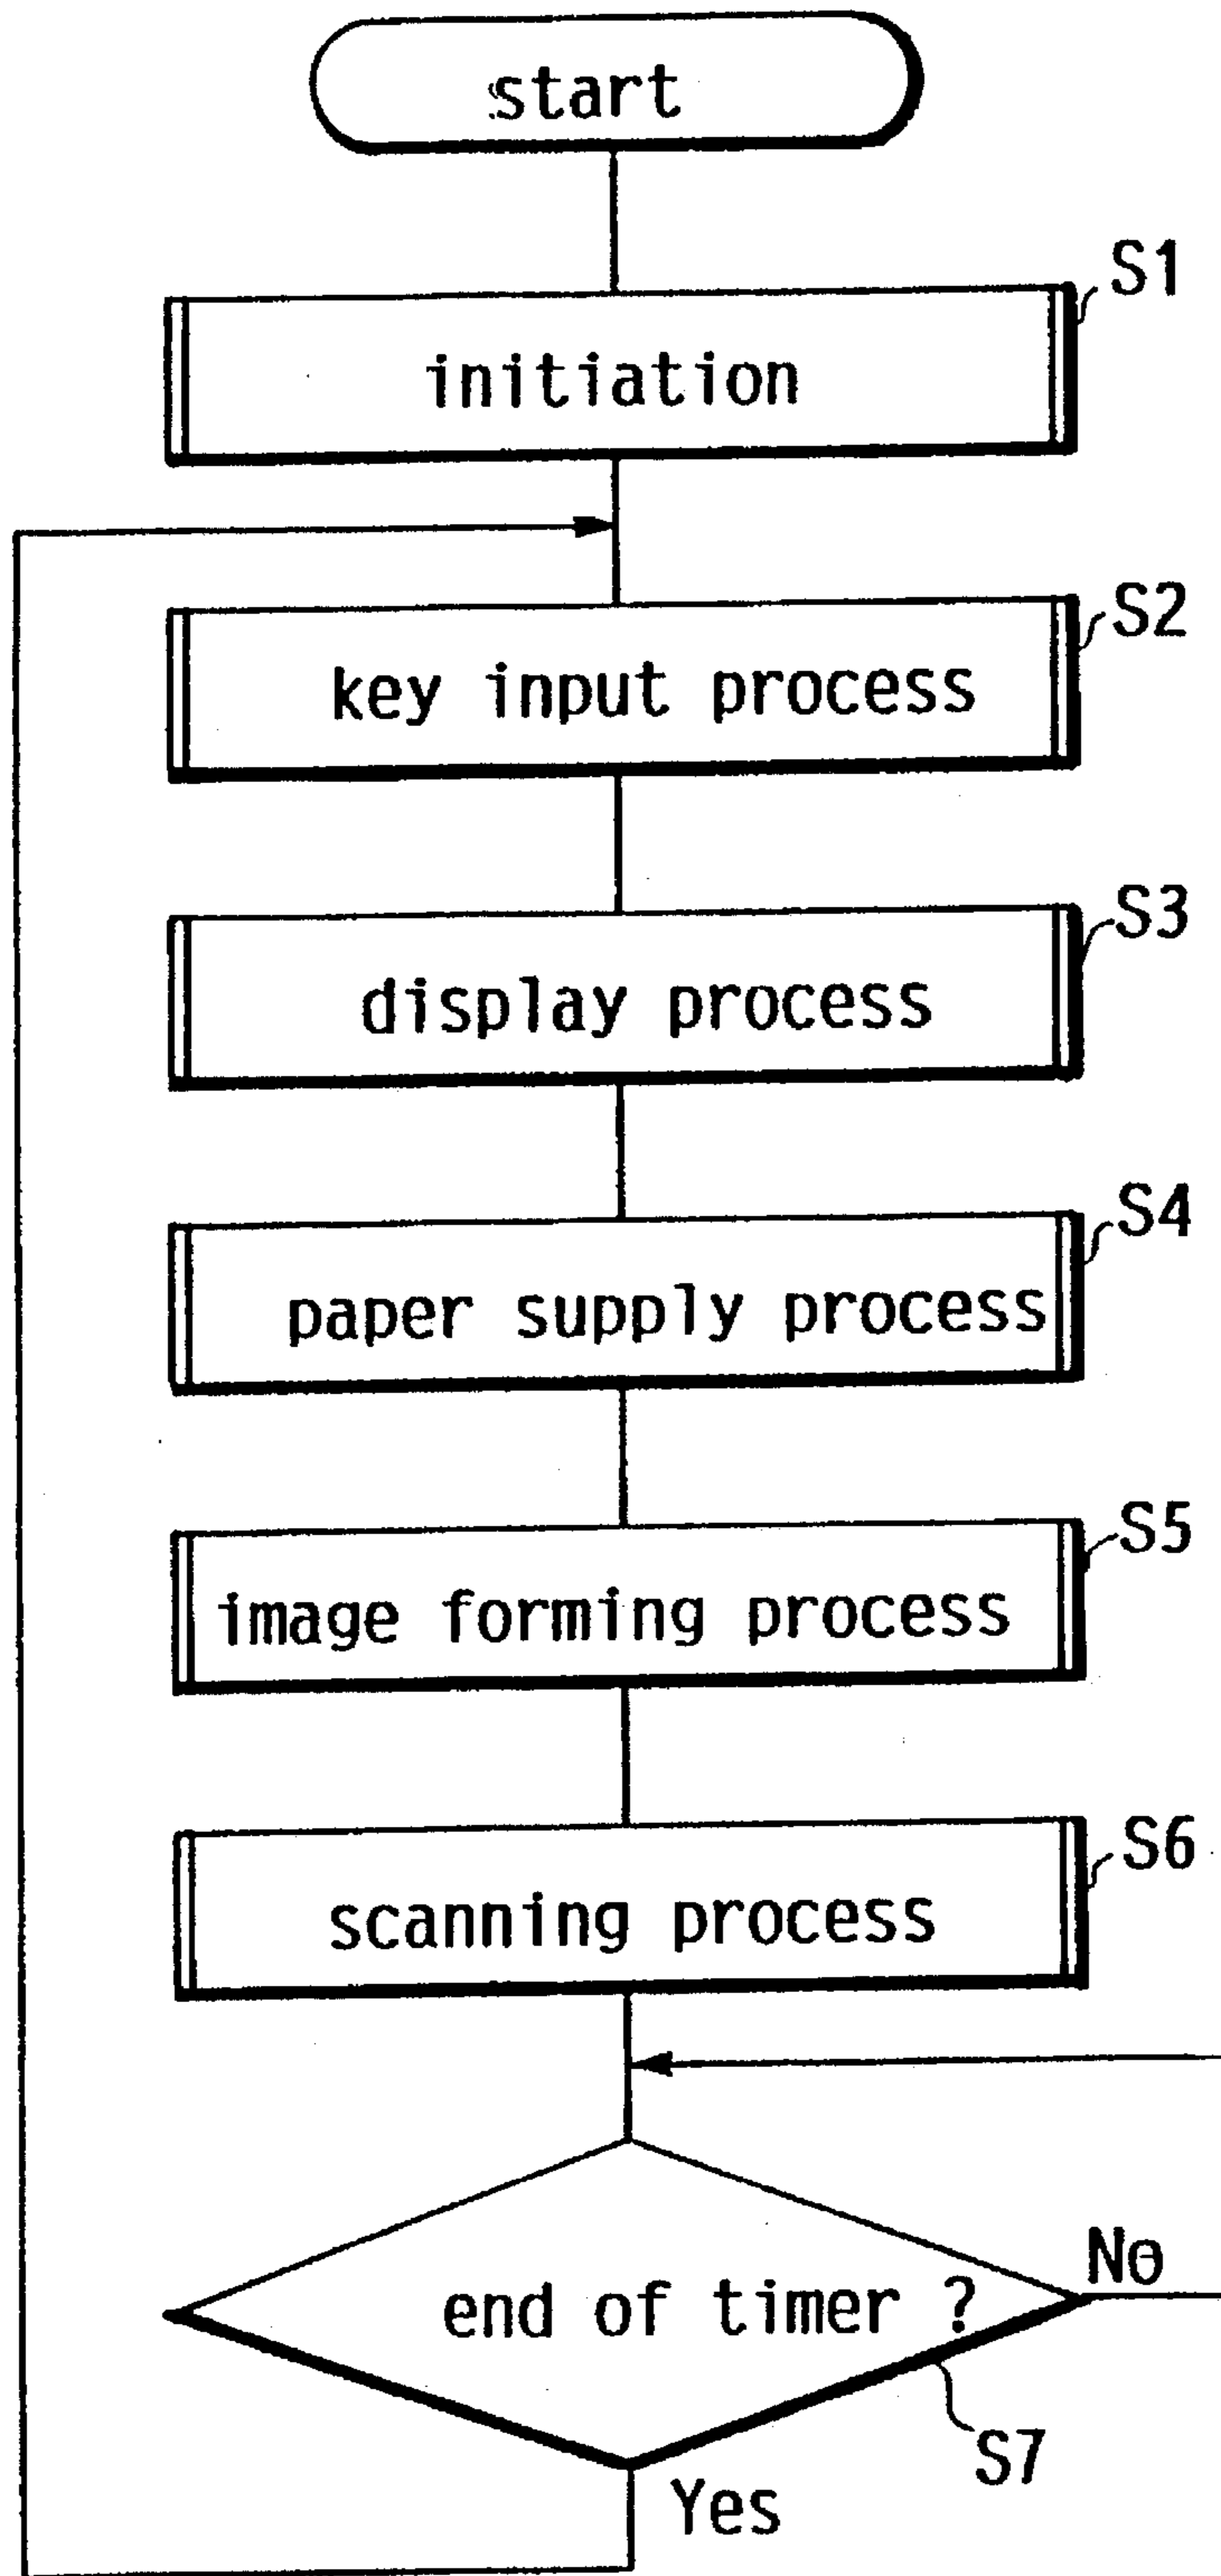 start
S1
initiation
S2
key input process
S3
display process
S4
paper supply process
S5
image forming process
S6
scanning process
end of timer ?
No
S7
Yes